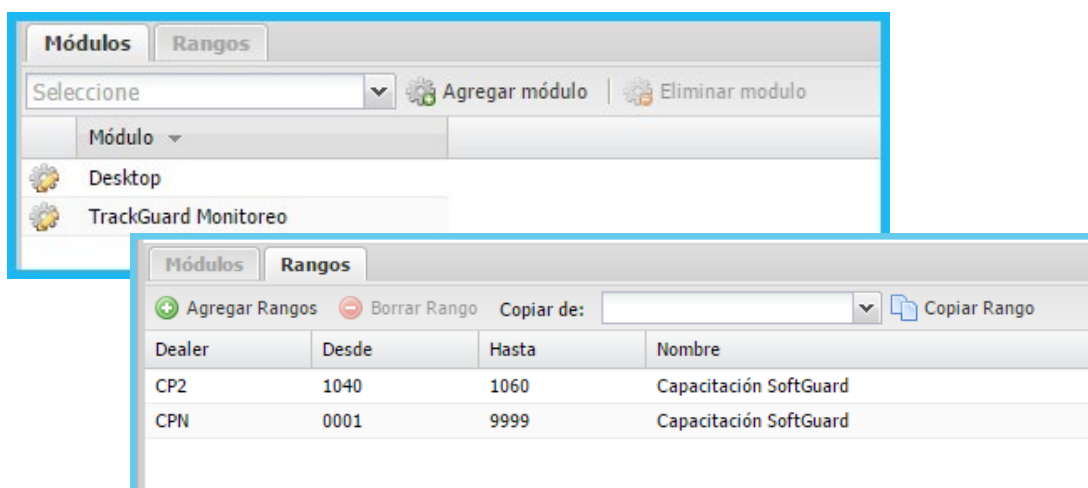 Módulos Rangos
Seleccione Agregar módulo Eliminar modulo
Módulo
Desktop
TrackGuard Monitoreo
Módulos Rangos
Agregar Rangos Borrar Rango Copiar de: Copiar Rango
Dealer Desde Hasta Nombre
CP2 1040 1060 Capacitación SoftGuard
CPN 0001 9999 Capacitación SoftGuard